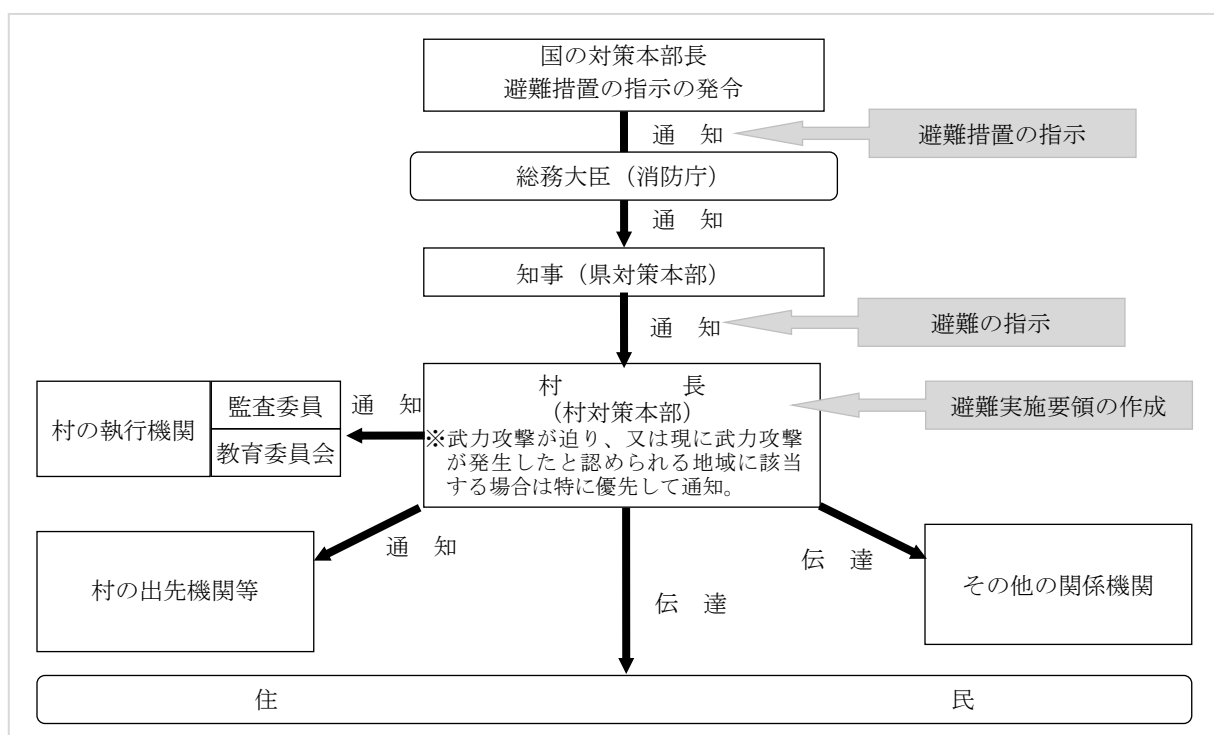 国の対策本部長
避難措置の指示の発令
通 知
避難措置の指示
総務大臣（消防庁）
通 知
知事（県対策本部）
通 知
避難の指示
村 長
（村対策本部）
※武力攻撃が迫り、又は現に武力攻撃
が発生したと認められる地域に該当
する場合は特に優先して通知。
避難実施要領の作成
通 知
村の執行機関
監査委員
教育委員会
通 知
村の出先機関等
伝 達
伝 達
その他の関係機関
住 民